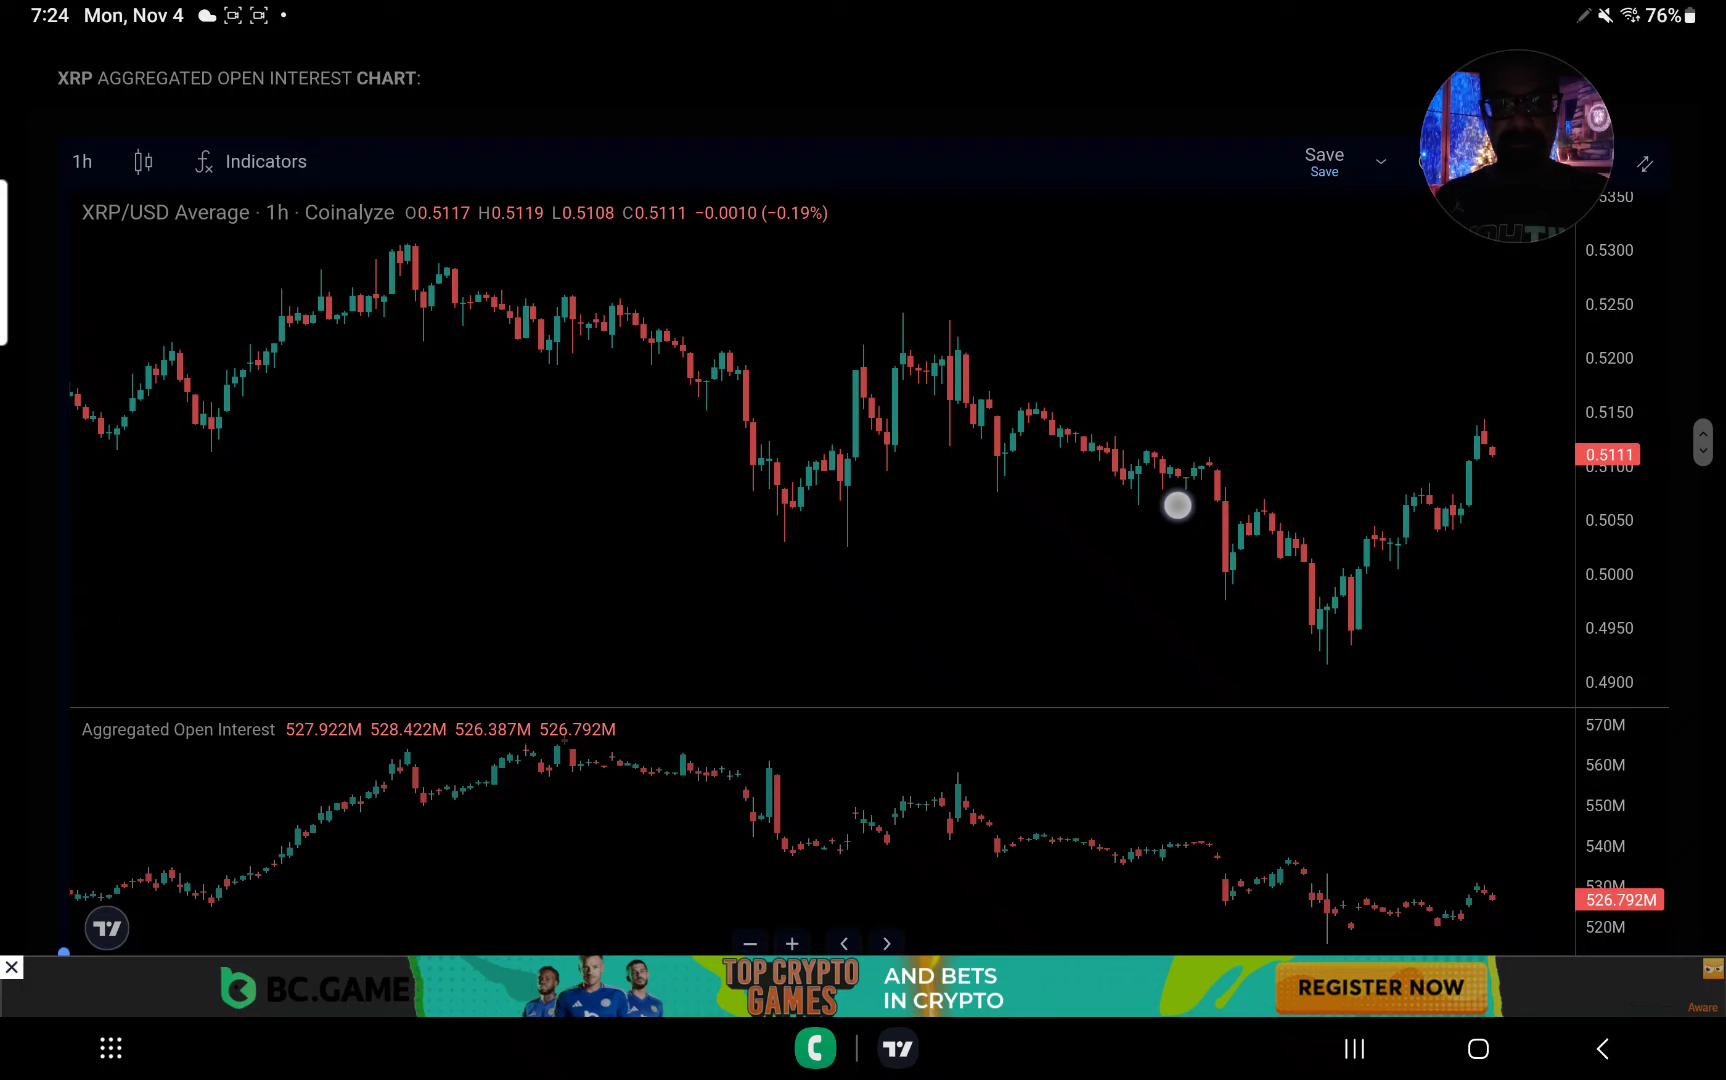 7:24 Mon, Nov 4
76%
XRP AGGREGATED OPEN INTEREST CHART:
1h
Indicators
Save
Save
XRP/USD Average · 1h · Coinalyze O0.5117 H0.5119 L0.5108 C0.5111 −0.0010 (−0.19%)
0.5300
0.5250
0.5200
0.5150
0.5111
0.5100
0.5050
0.5000
0.4950
0.4900
Aggregated Open Interest 527.922M 528.422M 526.387M 526.792M
570M
560M
550M
540M
530M
526.792M
520M
BC.GAME
TOP CRYPTO
GAMES
AND BETS
IN CRYPTO
REGISTER NOW
Aware